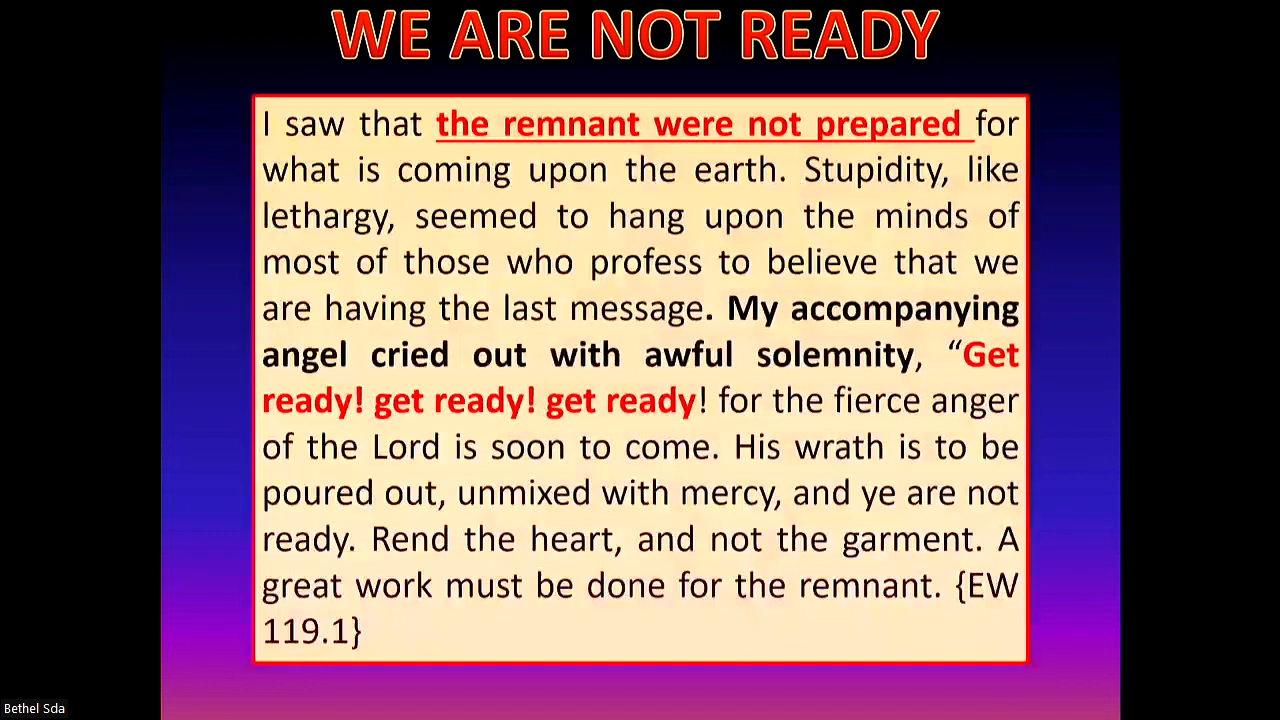 WE ARE NOT READY
I saw that the remnant were not prepared for
what is coming upon the earth. Stupidity, like
lethargy, seemed to hang upon the minds of
most of those who profess to believe that we
are having the last message. My accompanying
angel cried out with awful solemnity, “Get
ready! get ready! get ready! for the fierce anger
of the Lord is soon to come. His wrath is to be
poured out, unmixed with mercy, and ye are not
ready. Rend the heart, and not the garment. A
great work must be done for the remnant. {EW
119.1}
Bethel Sda